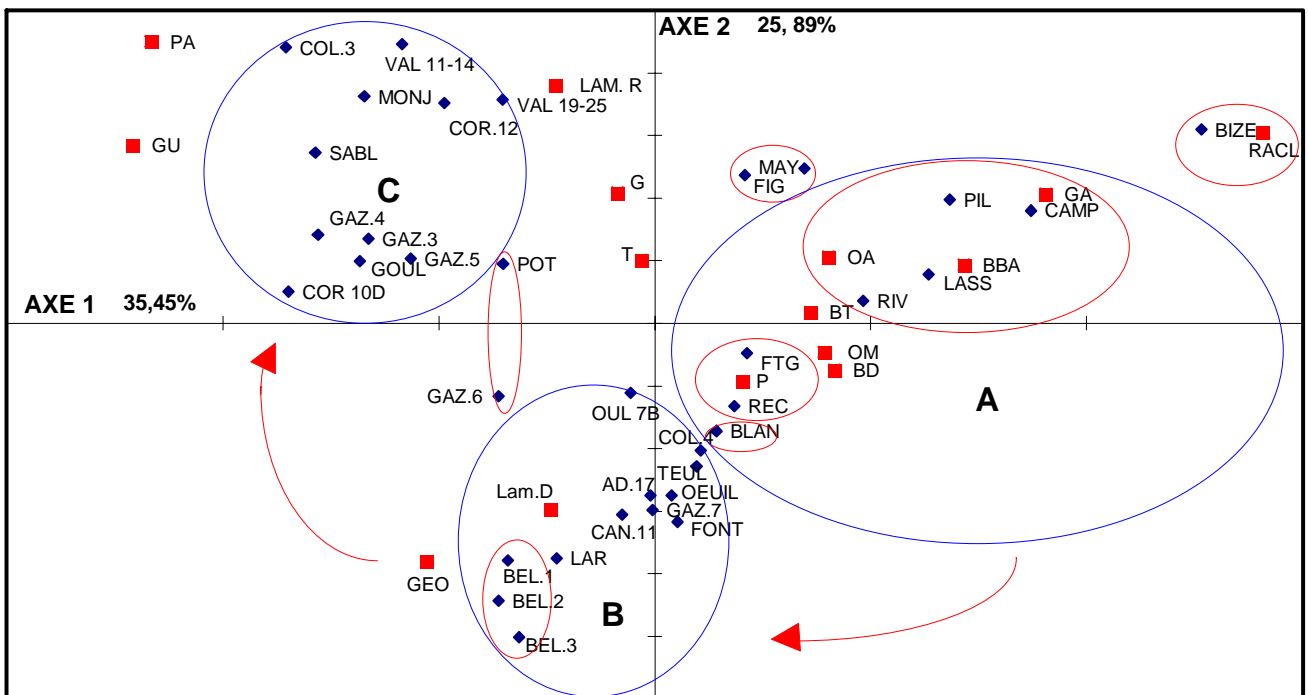 AXE 2 25, 89%
PA
COL.3
VAL 11-14
LAM. R
MONJ
VAL 19-25
COR.12
BIZE
RACL
GU
SABL
MAY
FIG
C
G
PIL
GA
CAMP
GAZ.4
GAZ.3
GAZ.5
GOUL
POT
T
OA
BBA
LASS
COR 10D
RIV
AXE 1 35,45%
BT
FTG
OM
P
BD
GAZ.6
OUL 7B
REC
A
BLAN
COL.4
TEUL
AD.17
OEUIL
Lam.D
GAZ.7
CAN.11
FONT
LAR
GEO
BEL.1
BEL.2
B
BEL.3